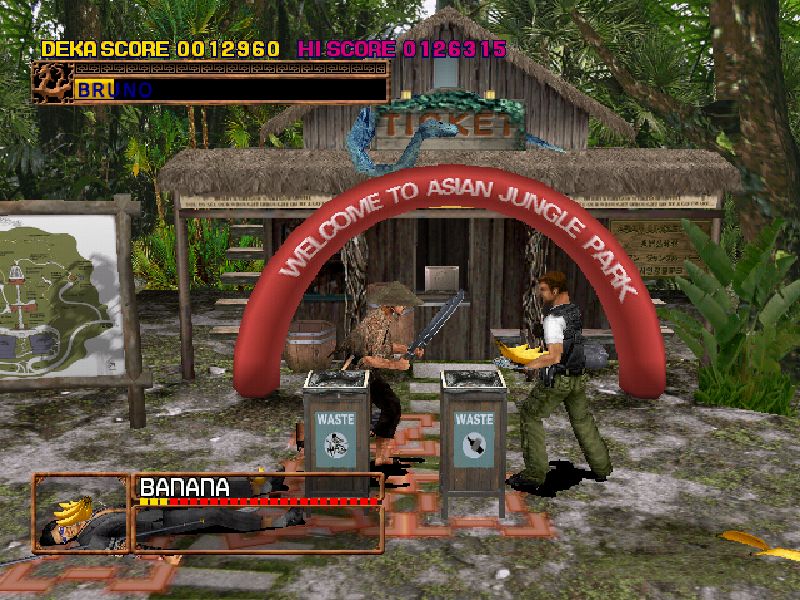 DEKA SCORE 0012960 HI.SCORE 0126315
BRUNO
TICKET
WELCOME TO ASIAN JUNGLE PARK
WASTE WASTE
BANANA